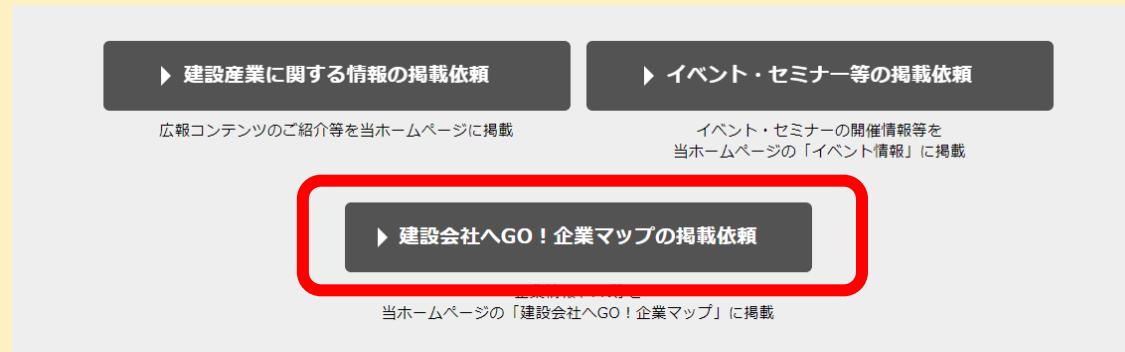 建設産業に関する情報の掲載依頼
イベント・セミナー等の掲載依頼
広報コンテンツのご紹介等を当ホームページに掲載
イベント・セミナーの開催情報等を
当ホームページの「イベント情報」に掲載
建設会社へGO！企業マップの掲載依頼
当ホームページの「建設会社へGO！企業マップ」に掲載